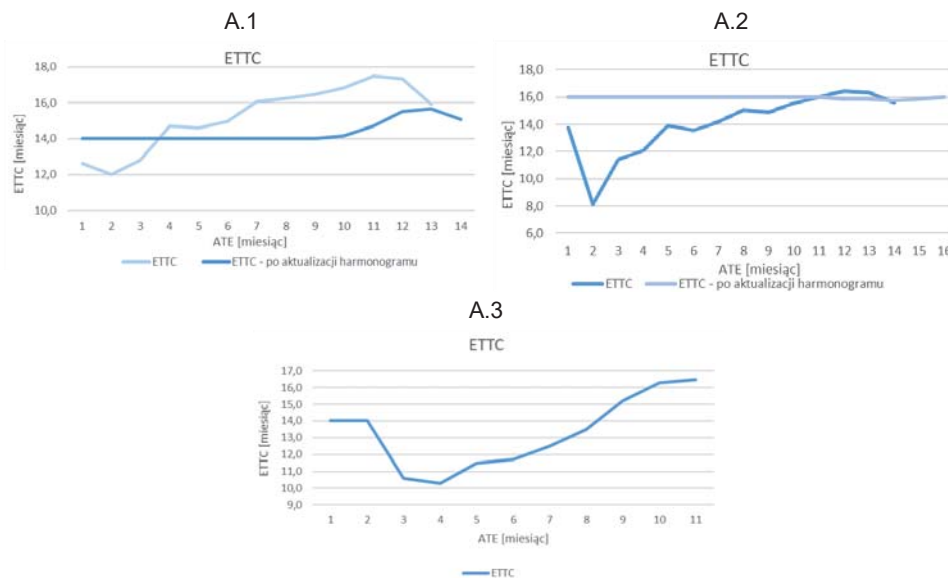 A.1
ETTC
ETTC [miesiąc]
18,0
16,0
14,0
12,0
10,0
1 2 3 4 5 6 7 8 9 10 11 12 13 14
ATE [miesiąc]
ETTC ETTC - po aktualizacji harmonogramu
A.2
ETTC
ETTC [miesiąc]
18,0
16,0
14,0
12,0
10,0
8,0
6,0
1 2 3 4 5 6 7 8 9 10 11 12 13 14 15 16
ATE [miesiąc]
ETTC ETTC - po aktualizacji harmonogramu
A.3
ETTC
ETTC [miesiąc]
17,0
16,0
15,0
14,0
13,0
12,0
11,0
10,0
9,0
1 2 3 4 5 6 7 8 9 10 11
ATE [miesiąc]
ETTC